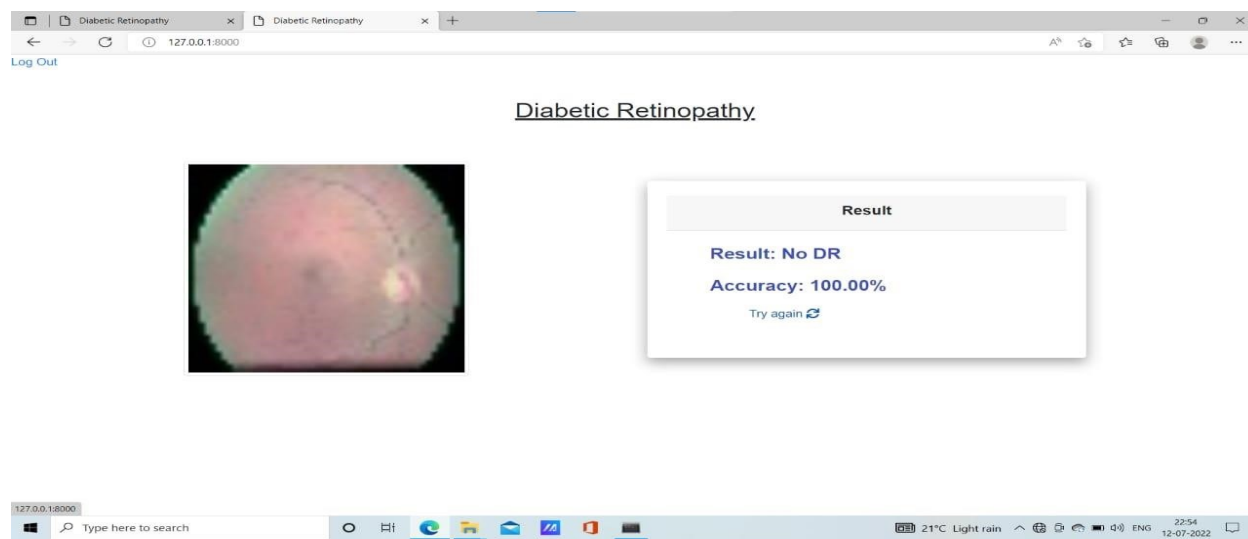 Diabetic Retinopathy
Diabetic Retinopathy
127.0.0.1:8000
Log Out
Diabetic Retinopathy
Result
Result: No DR
Accuracy: 100.00%
Try again
127.0.0.1:8000
Type here to search
21°C Light rain
ENG
22:54
12-07-2022